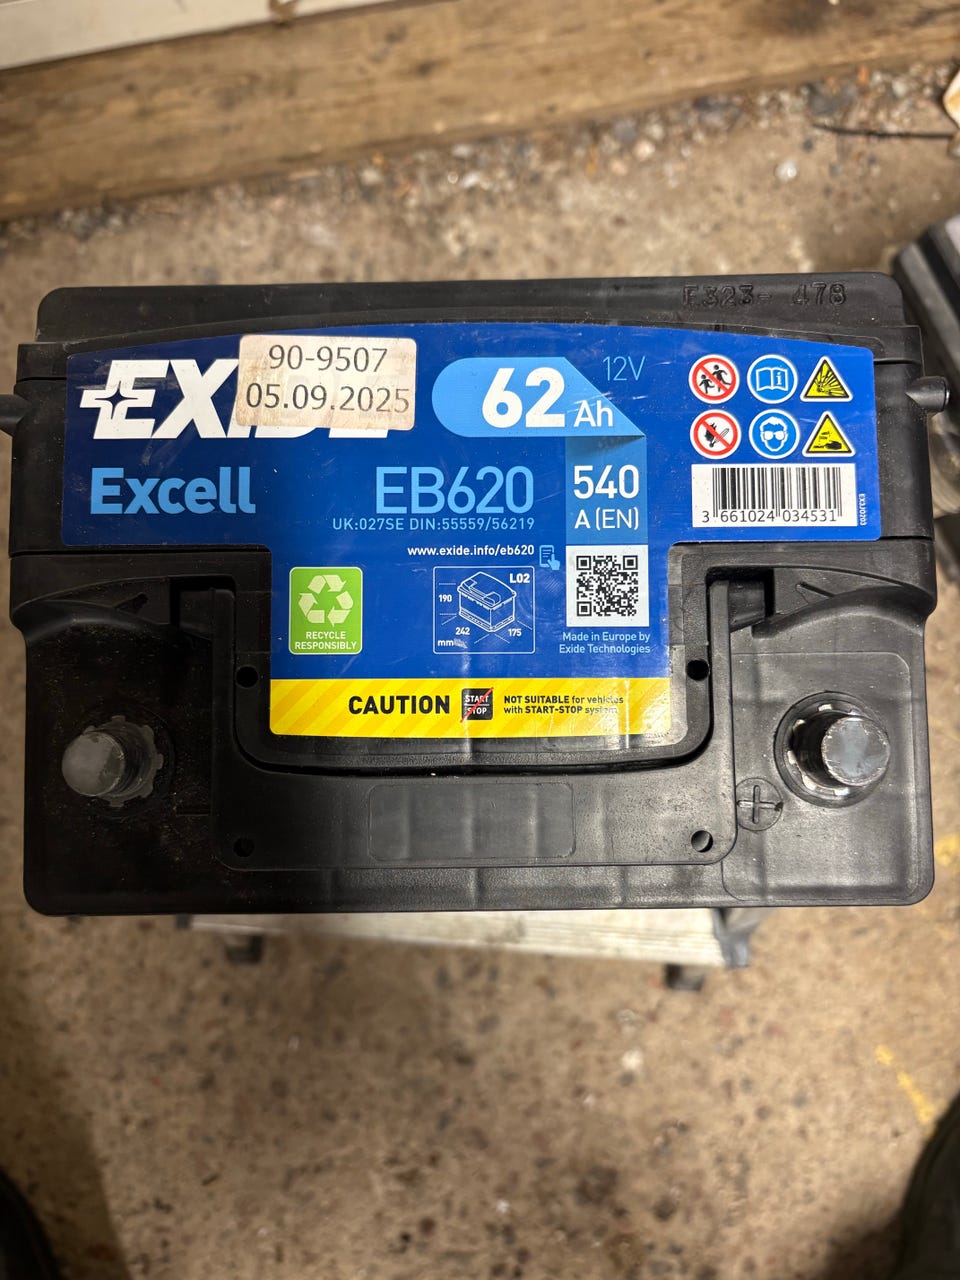 E323- 478
EXIDE
90-9507
05.09.2025
62 Ah
12V
Excell
EB620
UK:027SE DIN:55559/56219
540
A (EN)
3 661024 034531
EX3J0203
www.exide.info/eb620
RECYCLE
RESPONSIBLY
L02
190
242
175
mm
Made in Europe by
Exide Technologies
CAUTION
START
STOP
NOT SUITABLE for vehicles
with START-STOP system
+
-